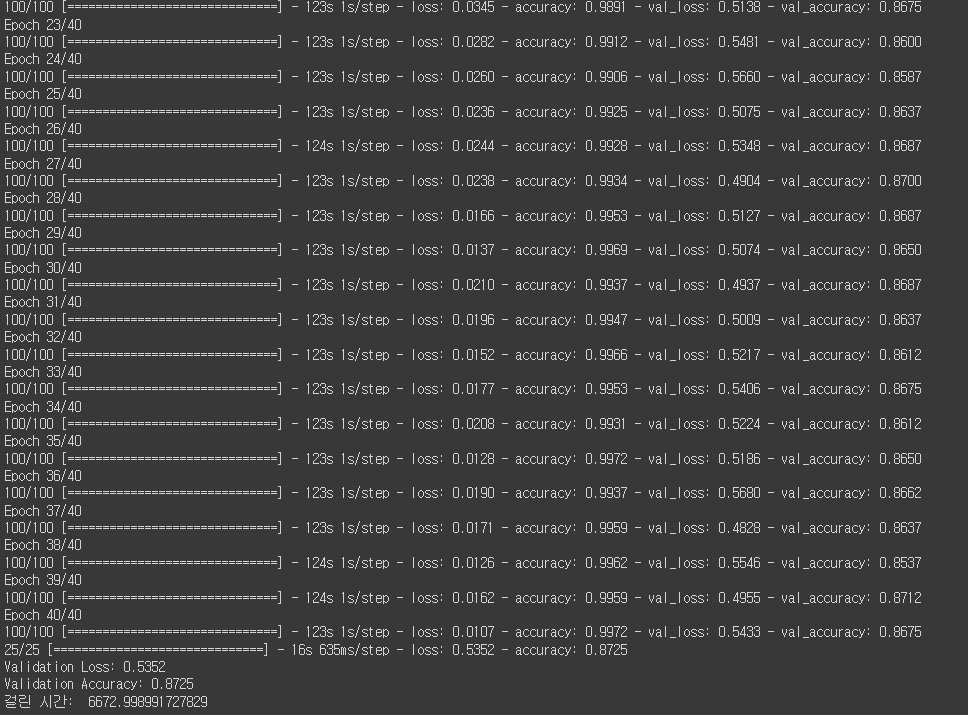 100/100 [==============================] - 123s 1s/step - loss: 0.0345 - accuracy: 0.9891 - val_loss: 0.5138 - val_accuracy: 0.8675
Epoch 23/40
100/100 [==============================] - 123s 1s/step - loss: 0.0282 - accuracy: 0.9912 - val_loss: 0.5481 - val_accuracy: 0.8600
Epoch 24/40
100/100 [==============================] - 123s 1s/step - loss: 0.0260 - accuracy: 0.9906 - val_loss: 0.5660 - val_accuracy: 0.8587
Epoch 25/40
100/100 [==============================] - 123s 1s/step - loss: 0.0236 - accuracy: 0.9925 - val_loss: 0.5075 - val_accuracy: 0.8637
Epoch 26/40
100/100 [==============================] - 124s 1s/step - loss: 0.0244 - accuracy: 0.9928 - val_loss: 0.5348 - val_accuracy: 0.8687
Epoch 27/40
100/100 [==============================] - 123s 1s/step - loss: 0.0238 - accuracy: 0.9934 - val_loss: 0.4904 - val_accuracy: 0.8700
Epoch 28/40
100/100 [==============================] - 123s 1s/step - loss: 0.0166 - accuracy: 0.9953 - val_loss: 0.5127 - val_accuracy: 0.8687
Epoch 29/40
100/100 [==============================] - 123s 1s/step - loss: 0.0137 - accuracy: 0.9969 - val_loss: 0.5074 - val_accuracy: 0.8650
Epoch 30/40
100/100 [==============================] - 123s 1s/step - loss: 0.0210 - accuracy: 0.9937 - val_loss: 0.4937 - val_accuracy: 0.8687
Epoch 31/40
100/100 [==============================] - 123s 1s/step - loss: 0.0196 - accuracy: 0.9947 - val_loss: 0.5009 - val_accuracy: 0.8637
Epoch 32/40
100/100 [==============================] - 123s 1s/step - loss: 0.0152 - accuracy: 0.9966 - val_loss: 0.5217 - val_accuracy: 0.8612
Epoch 33/40
100/100 [==============================] - 123s 1s/step - loss: 0.0177 - accuracy: 0.9953 - val_loss: 0.5406 - val_accuracy: 0.8675
Epoch 34/40
100/100 [==============================] - 123s 1s/step - loss: 0.0208 - accuracy: 0.9931 - val_loss: 0.5224 - val_accuracy: 0.8612
Epoch 35/40
100/100 [==============================] - 123s 1s/step - loss: 0.0128 - accuracy: 0.9972 - val_loss: 0.5186 - val_accuracy: 0.8650
Epoch 36/40
100/100 [==============================] - 123s 1s/step - loss: 0.0190 - accuracy: 0.9937 - val_loss: 0.5680 - val_accuracy: 0.8662
Epoch 37/40
100/100 [==============================] - 123s 1s/step - loss: 0.0171 - accuracy: 0.9959 - val_loss: 0.4828 - val_accuracy: 0.8637
Epoch 38/40
100/100 [==============================] - 124s 1s/step - loss: 0.0126 - accuracy: 0.9962 - val_loss: 0.5546 - val_accuracy: 0.8537
Epoch 39/40
100/100 [==============================] - 124s 1s/step - loss: 0.0162 - accuracy: 0.9959 - val_loss: 0.4955 - val_accuracy: 0.8712
Epoch 40/40
100/100 [==============================] - 123s 1s/step - loss: 0.0107 - accuracy: 0.9972 - val_loss: 0.5433 - val_accuracy: 0.8675
25/25 [==============================] - 16s 635ms/step - loss: 0.5352 - accuracy: 0.8725
Validation Loss: 0.5352
Validation Accuracy: 0.8725
걸린 시간:  6672.998991727829